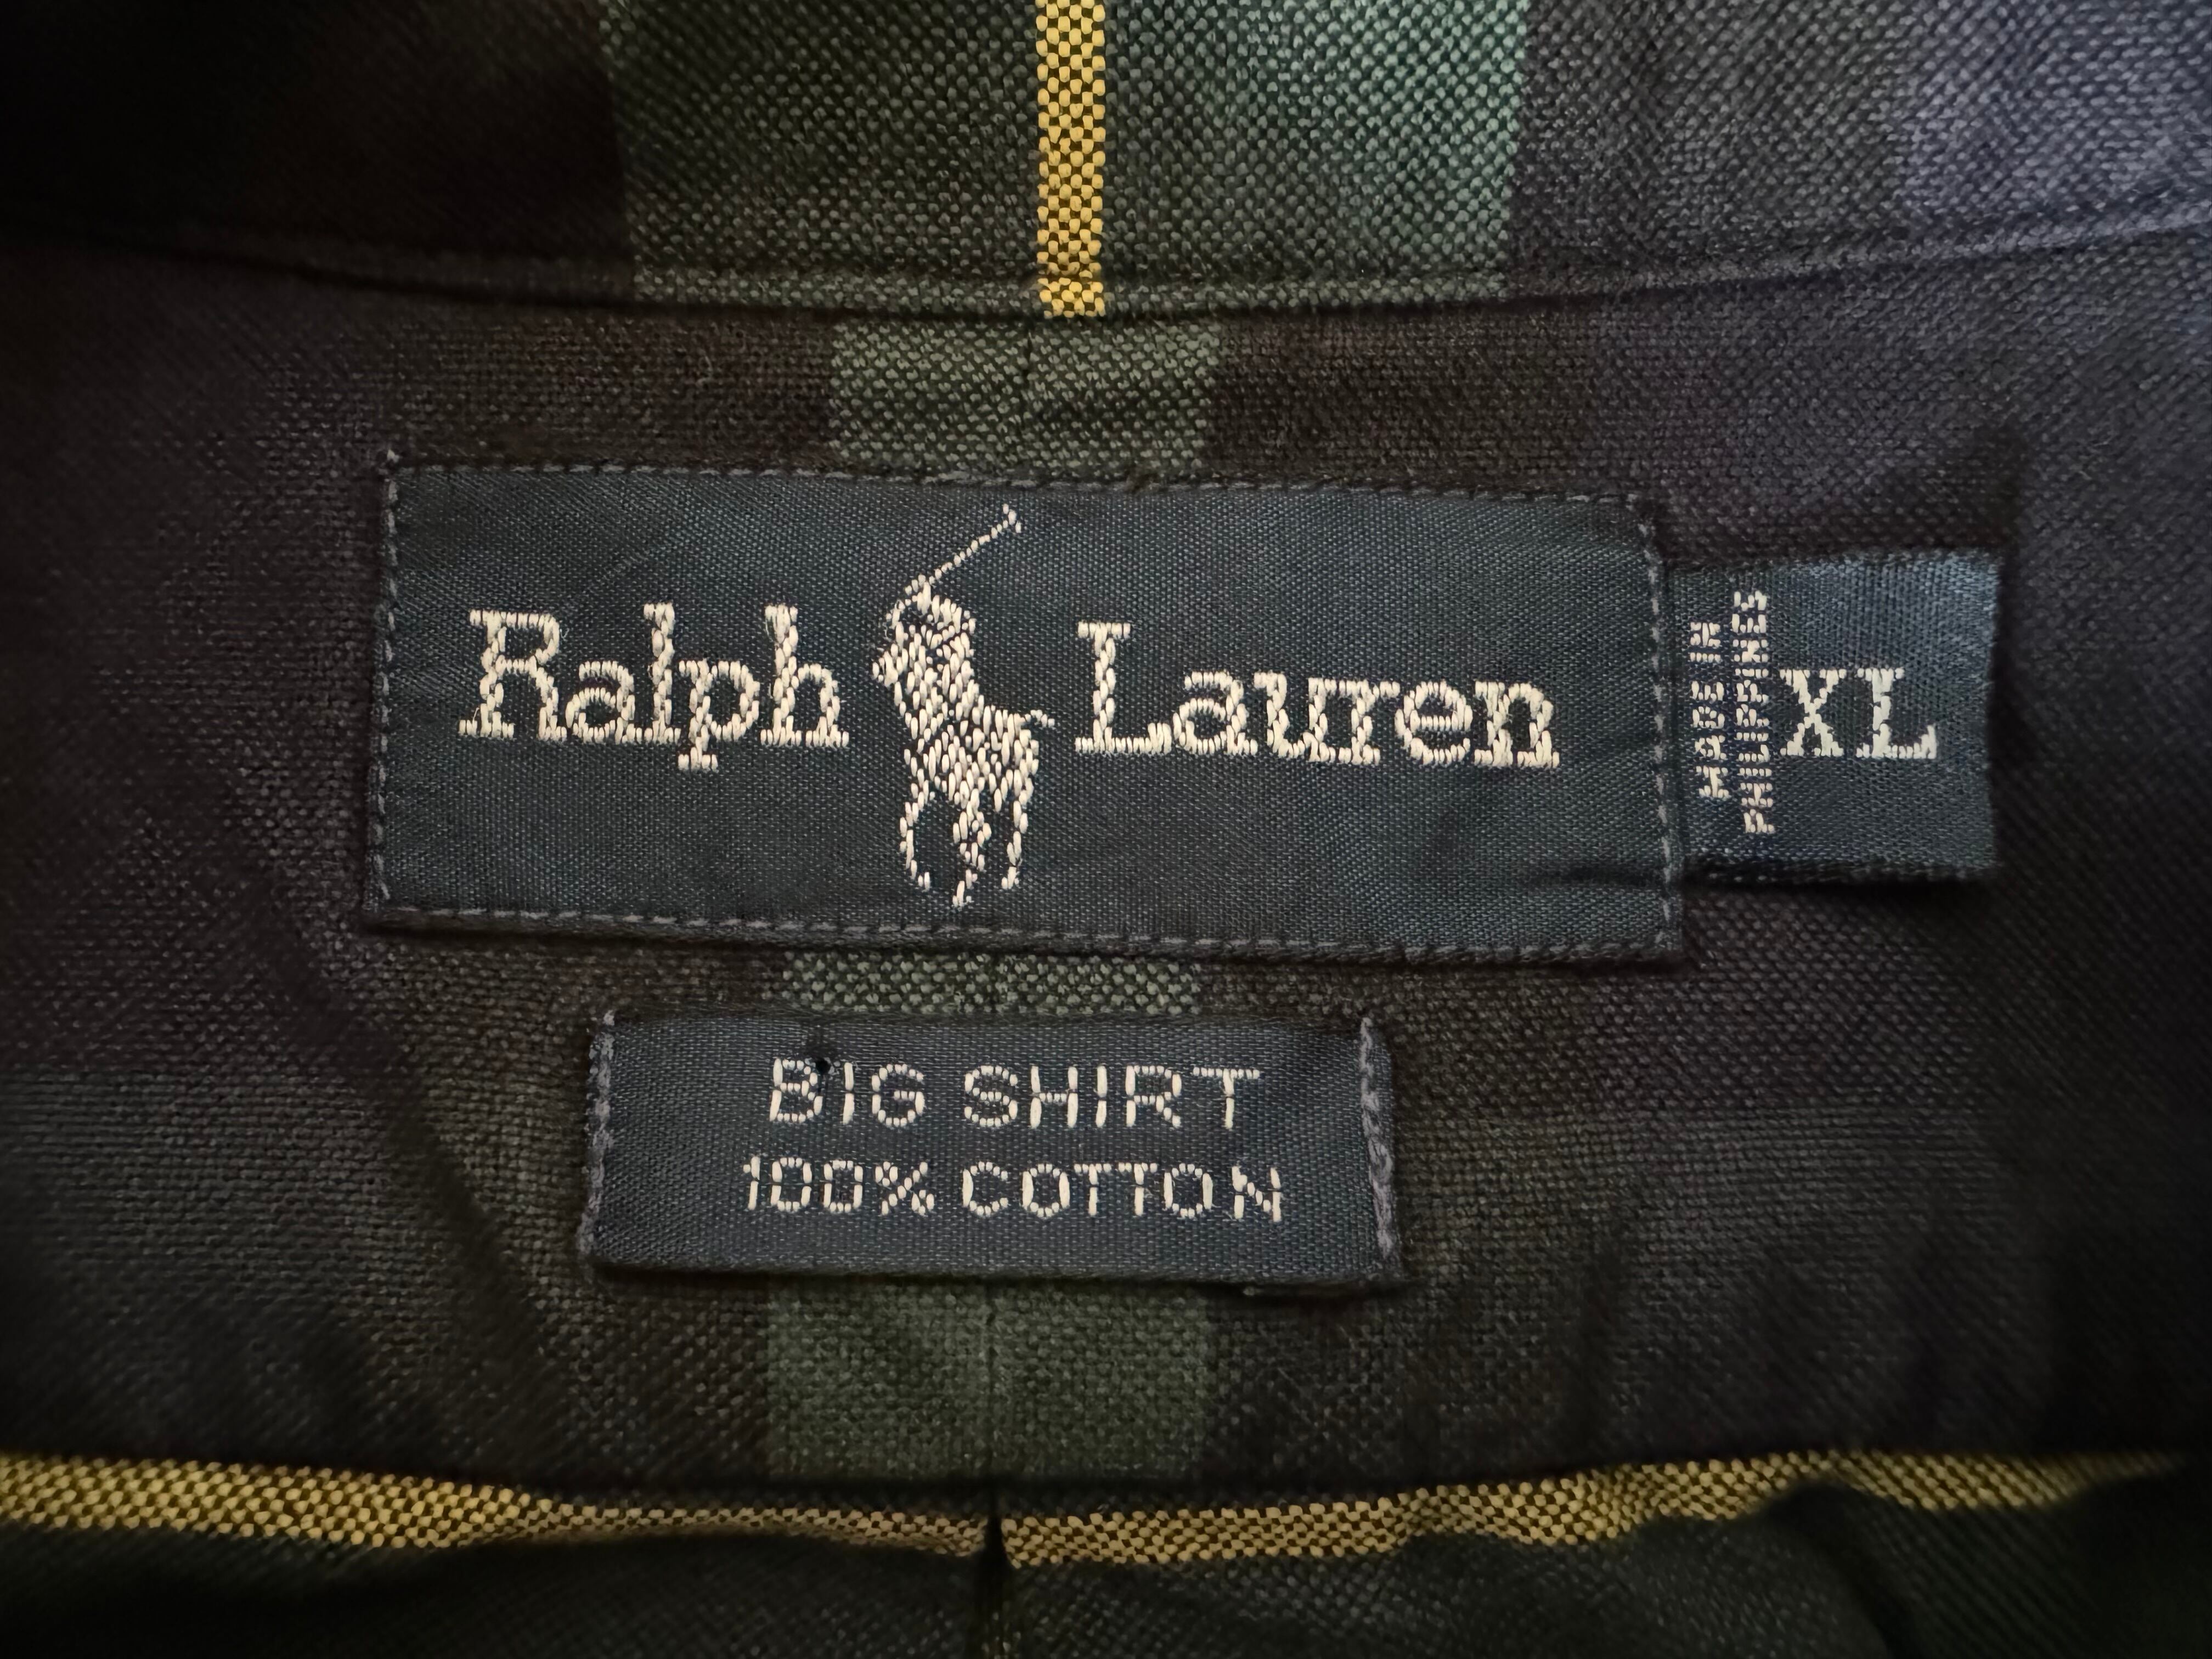 Ralph Lauren
MADE IN
PHILIPPINES
XL
BIG SHIRT
100% COTTON